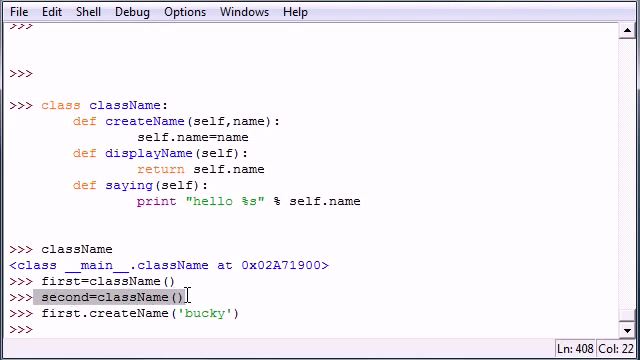 File Edit Shell Debug Options Windows Help
>>>
>>>
>>> class className:
def createName(self,name):
self.name=name
def displayName(self):
return self.name
def saying(self):
print "hello %s" % self.name
>>> className
<class __main__.className at 0x02A71900>
>>> first=className()
>>> second=className()
>>> first.createName('bucky')
>>>
Ln: 408 Col: 22